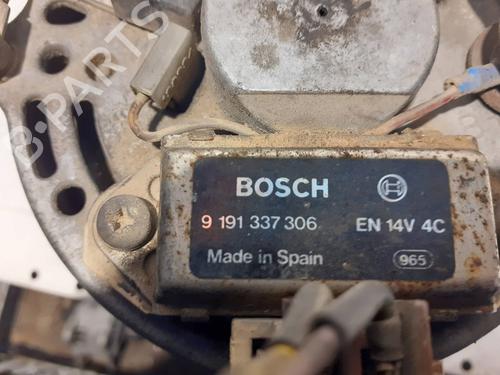 B-PARTS
BOSCH
9 191 337 306 EN 14V 4C
Made in Spain 965